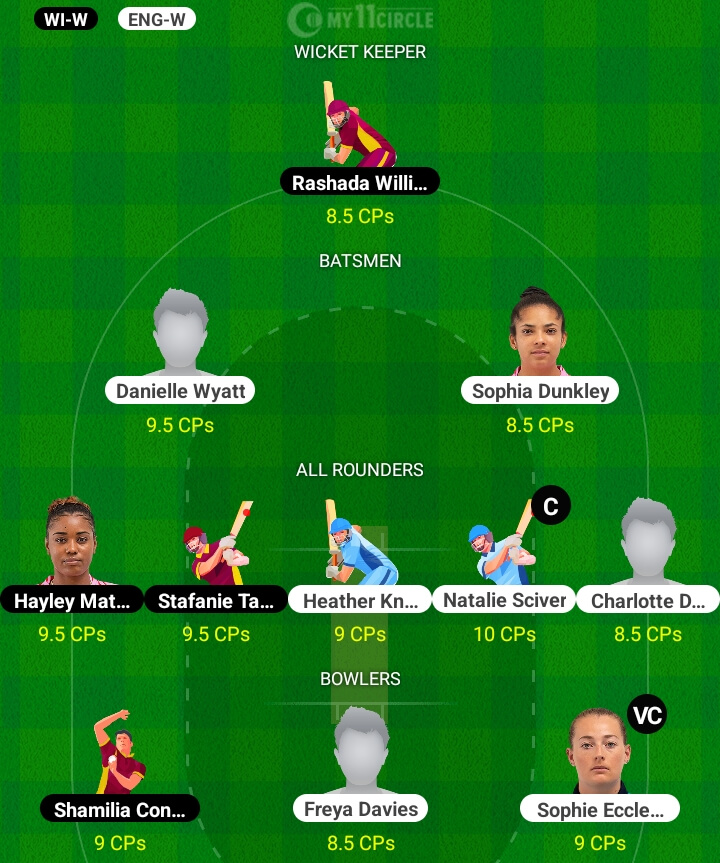 WI-W ENG-W MY11CIRCLE
WICKET KEEPER
Rashada Willi...
8.5 CPs
BATSMEN
Danielle Wyatt Sophia Dunkley
9.5 CPs 8.5 CPs
ALL ROUNDERS
C
Hayley Mat... Stafanie Ta... Heather Kn... Natalie Sciver Charlotte D...
9.5 CPs 9.5 CPs 9 CPs 10 CPs 8.5 CPs
BOWLERS
VC
Shamilia Con... Freya Davies Sophie Eccle...
9 CPs 8.5 CPs 9 CPs